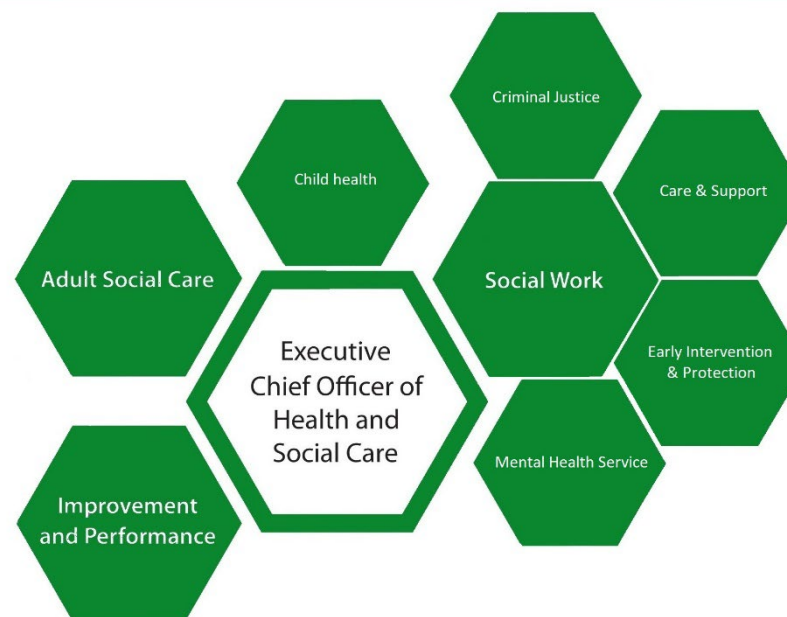 Criminal Justice
Child health
Care & Support
Adult Social Care
Social Work
Executive
Chief Officer of
Health and
Social Care
Early Intervention
& Protection
Mental Health Service
Improvement
and Performance